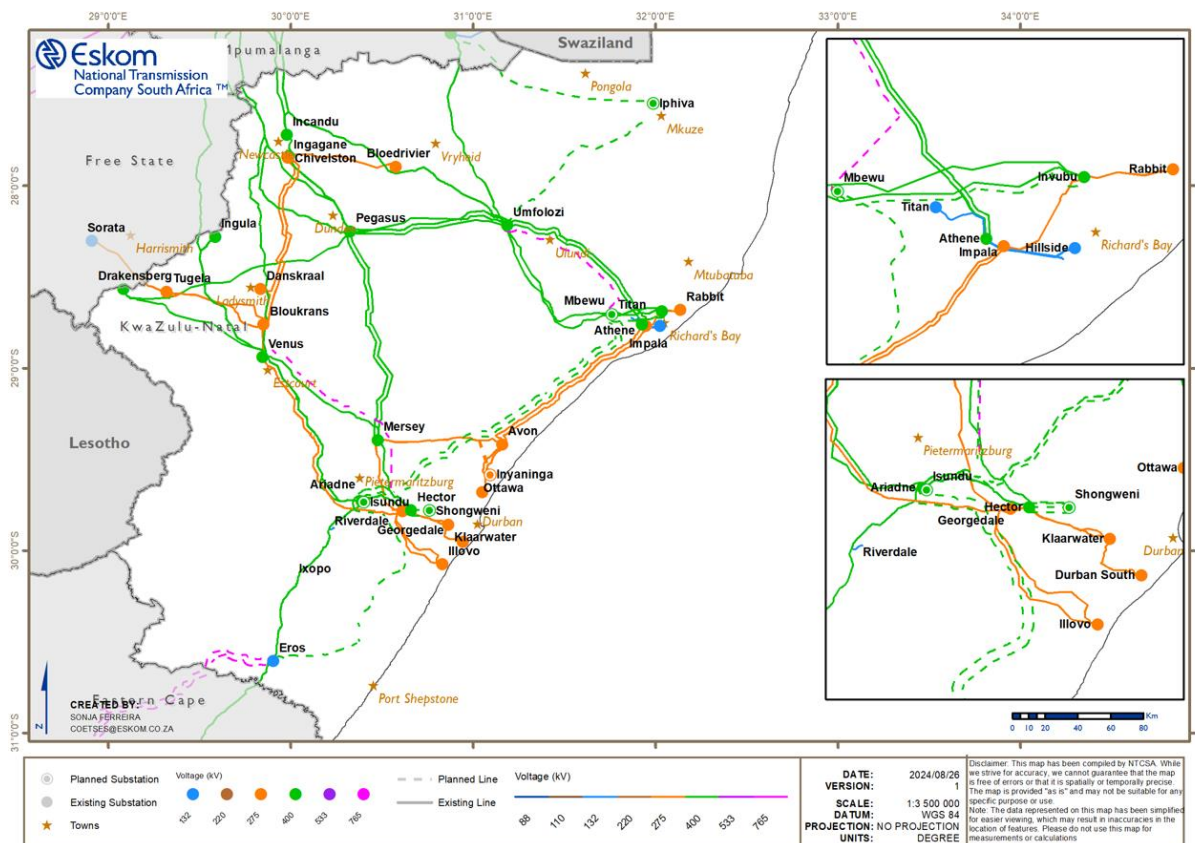 29°0'0"E
30°0'0"E
31°0'0"E
32°0'0"E
33°0'0"E
34°0'0"E
28°0'0"S
29°0'0"S
30°0'0"S
31°0'0"S
Eskom
National Transmission
Company South Africa ™
Mpumalanga
Swaziland
Pongola
Iphiva
Mkuze
Incandu
Ingagane
Newcastle
Chivelston
Bloedrivier
Vryheid
Free State
Sorata
Harrismith
Ingula
Dundee
Pegasus
Umfolozi
Ulundi
Mtubatuba
Drakensberg
Tugela
Danskraal
Ladysmith
Bloukrans
KwaZulu-Natal
Mbewu
Titan
Rabbit
Athene
Impala
Richard's Bay
Venus
Estcourt
Lesotho
Mersey
Avon
Ariadne
Pietermaritzburg
Inyaninga
Isundu
Hector
Ottawa
Shongweni
Riverdale
Georgedale
Durban
Klaarwater
Illovo
Ixopo
Eros
Eastern Cape
Port Shepstone
CREATED BY:
SONJA FERREIRA
COETSES@ESKOM.CO.ZA
N
Mbewu
Invubu
Rabbit
Titan
Athene
Impala
Hillside
Richard's Bay
Pietermaritzburg
Ottawa
Isundu
Ariadne
Shongweni
Hector
Georgedale
Klaarwater
Durban
Riverdale
Durban South
Illovo
0 10 20 40 60 80 Km
Planned Substation
Existing Substation
Towns
Voltage (kV)
132 220 275 400 533 765
Planned Line
Existing Line
Voltage (kV)
88 110 132 220 275 400 533 765
DATE: 2024/08/26
VERSION: 1
SCALE: 1:3 500 000
DATUM: WGS 84
PROJECTION: NO PROJECTION
UNITS: DEGREE
Disclaimer: This map has been compiled by NTCSA. While
we strive for accuracy, we cannot guarantee that the map
is free of errors or that it is spatially or temporally precise.
The map is provided "as is" and may not be suitable for any
specific purpose or use.
Note: The data represented on this map has been simplified
for easier viewing, which may result in inaccuracies in the
location of features. Please do not use this map for
measurements or calculations